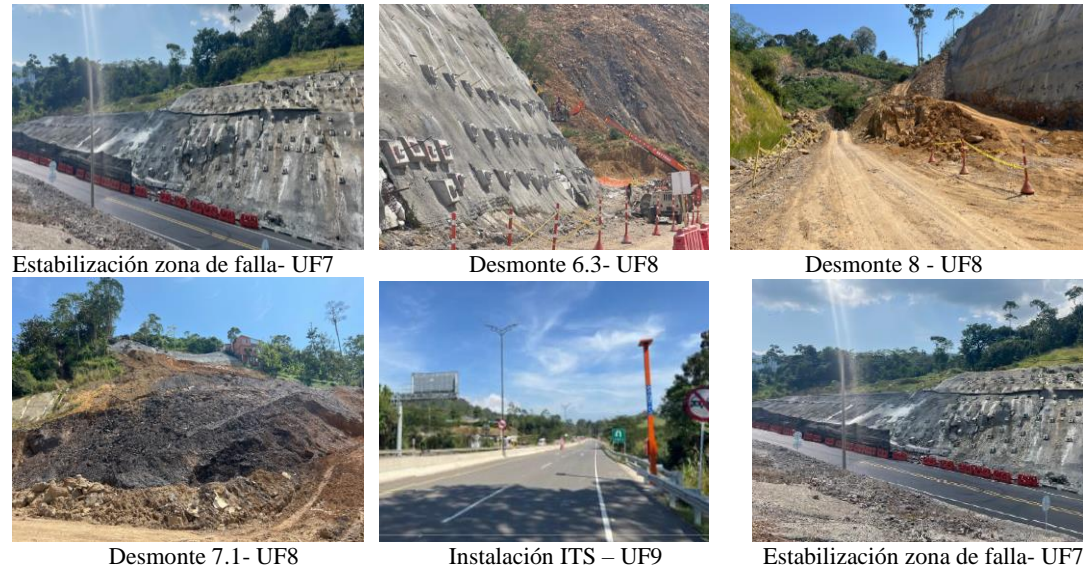 Estabilización zona de falla- UF7
Desmonte 6.3- UF8
Desmonte 8 - UF8
Desmonte 7.1- UF8
Instalación ITS – UF9
Estabilización zona de falla- UF7